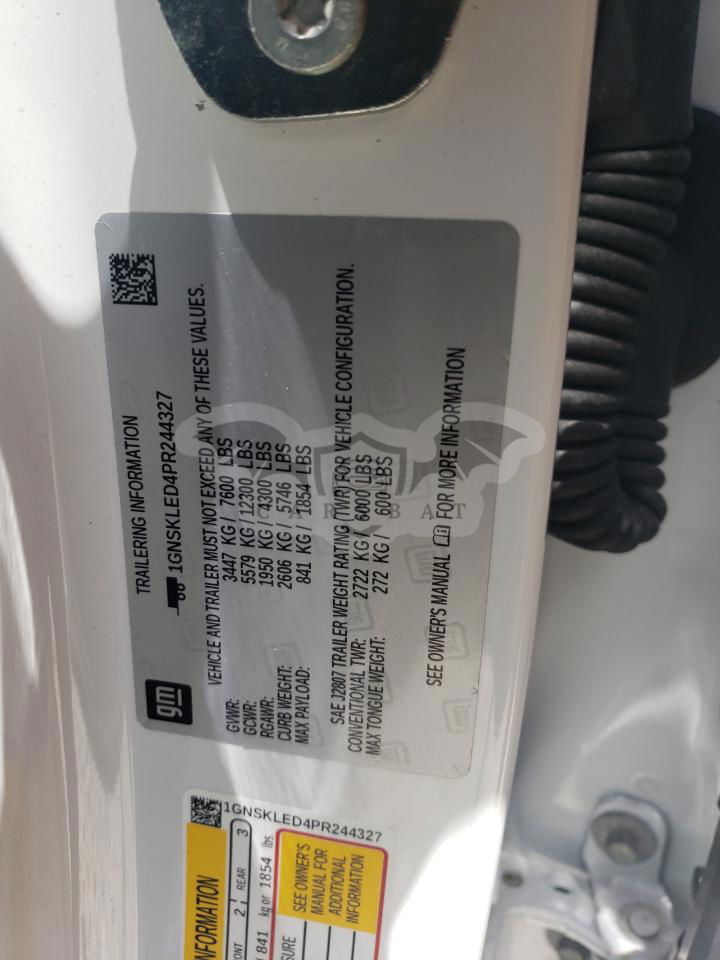 TRAILERING INFORMATION
1GNSKLED4PR244327
gm
VEHICLE AND TRAILER MUST NOT EXCEED ANY OF THESE VALUES.
GVWR: 3447 KG / 7600 LBS
GCWR: 5579 KG / 12300 LBS
RGAWR: 1950 KG / 4300 LBS
CURB WEIGHT: 2606 KG / 5746 LBS
MAX PAYLOAD: 841 KG / 1854 LBS
SAE J2807 TRAILER WEIGHT RATING (TWR) FOR VEHICLE CONFIGURATION.
CONVENTIONAL TWR: 2722 KG / 6000 LBS
MAX TONGUE WEIGHT: 272 KG / 600 LBS
SEE OWNER'S MANUAL FOR MORE INFORMATION
1GNSKLED4PR244327
2 REAR 3
841 kg or 1854 lbs
SEE OWNER'S
MANUAL FOR
ADDITIONAL
INFORMATION